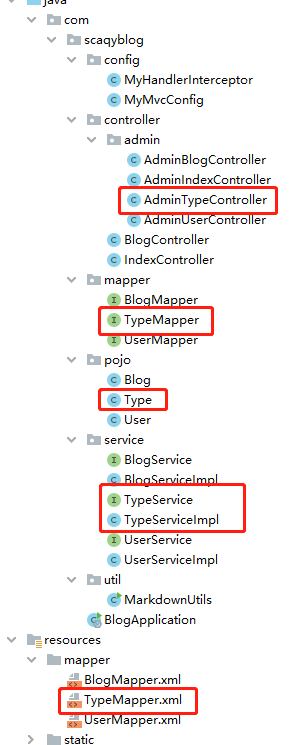 java
com
scaqyblog
config
MyHandlerInterceptor
MyMvcConfig
controller
admin
AdminBlogController
AdminIndexController
AdminTypeController
AdminUserController
BlogController
IndexController
mapper
BlogMapper
TypeMapper
UserMapper
pojo
Blog
Type
User
service
BlogService
BlogServiceImpl
TypeService
TypeServiceImpl
UserService
UserServiceImpl
util
MarkdownUtils
BlogApplication
resources
mapper
BlogMapper.xml
TypeMapper.xml
UserMapper.xml
static